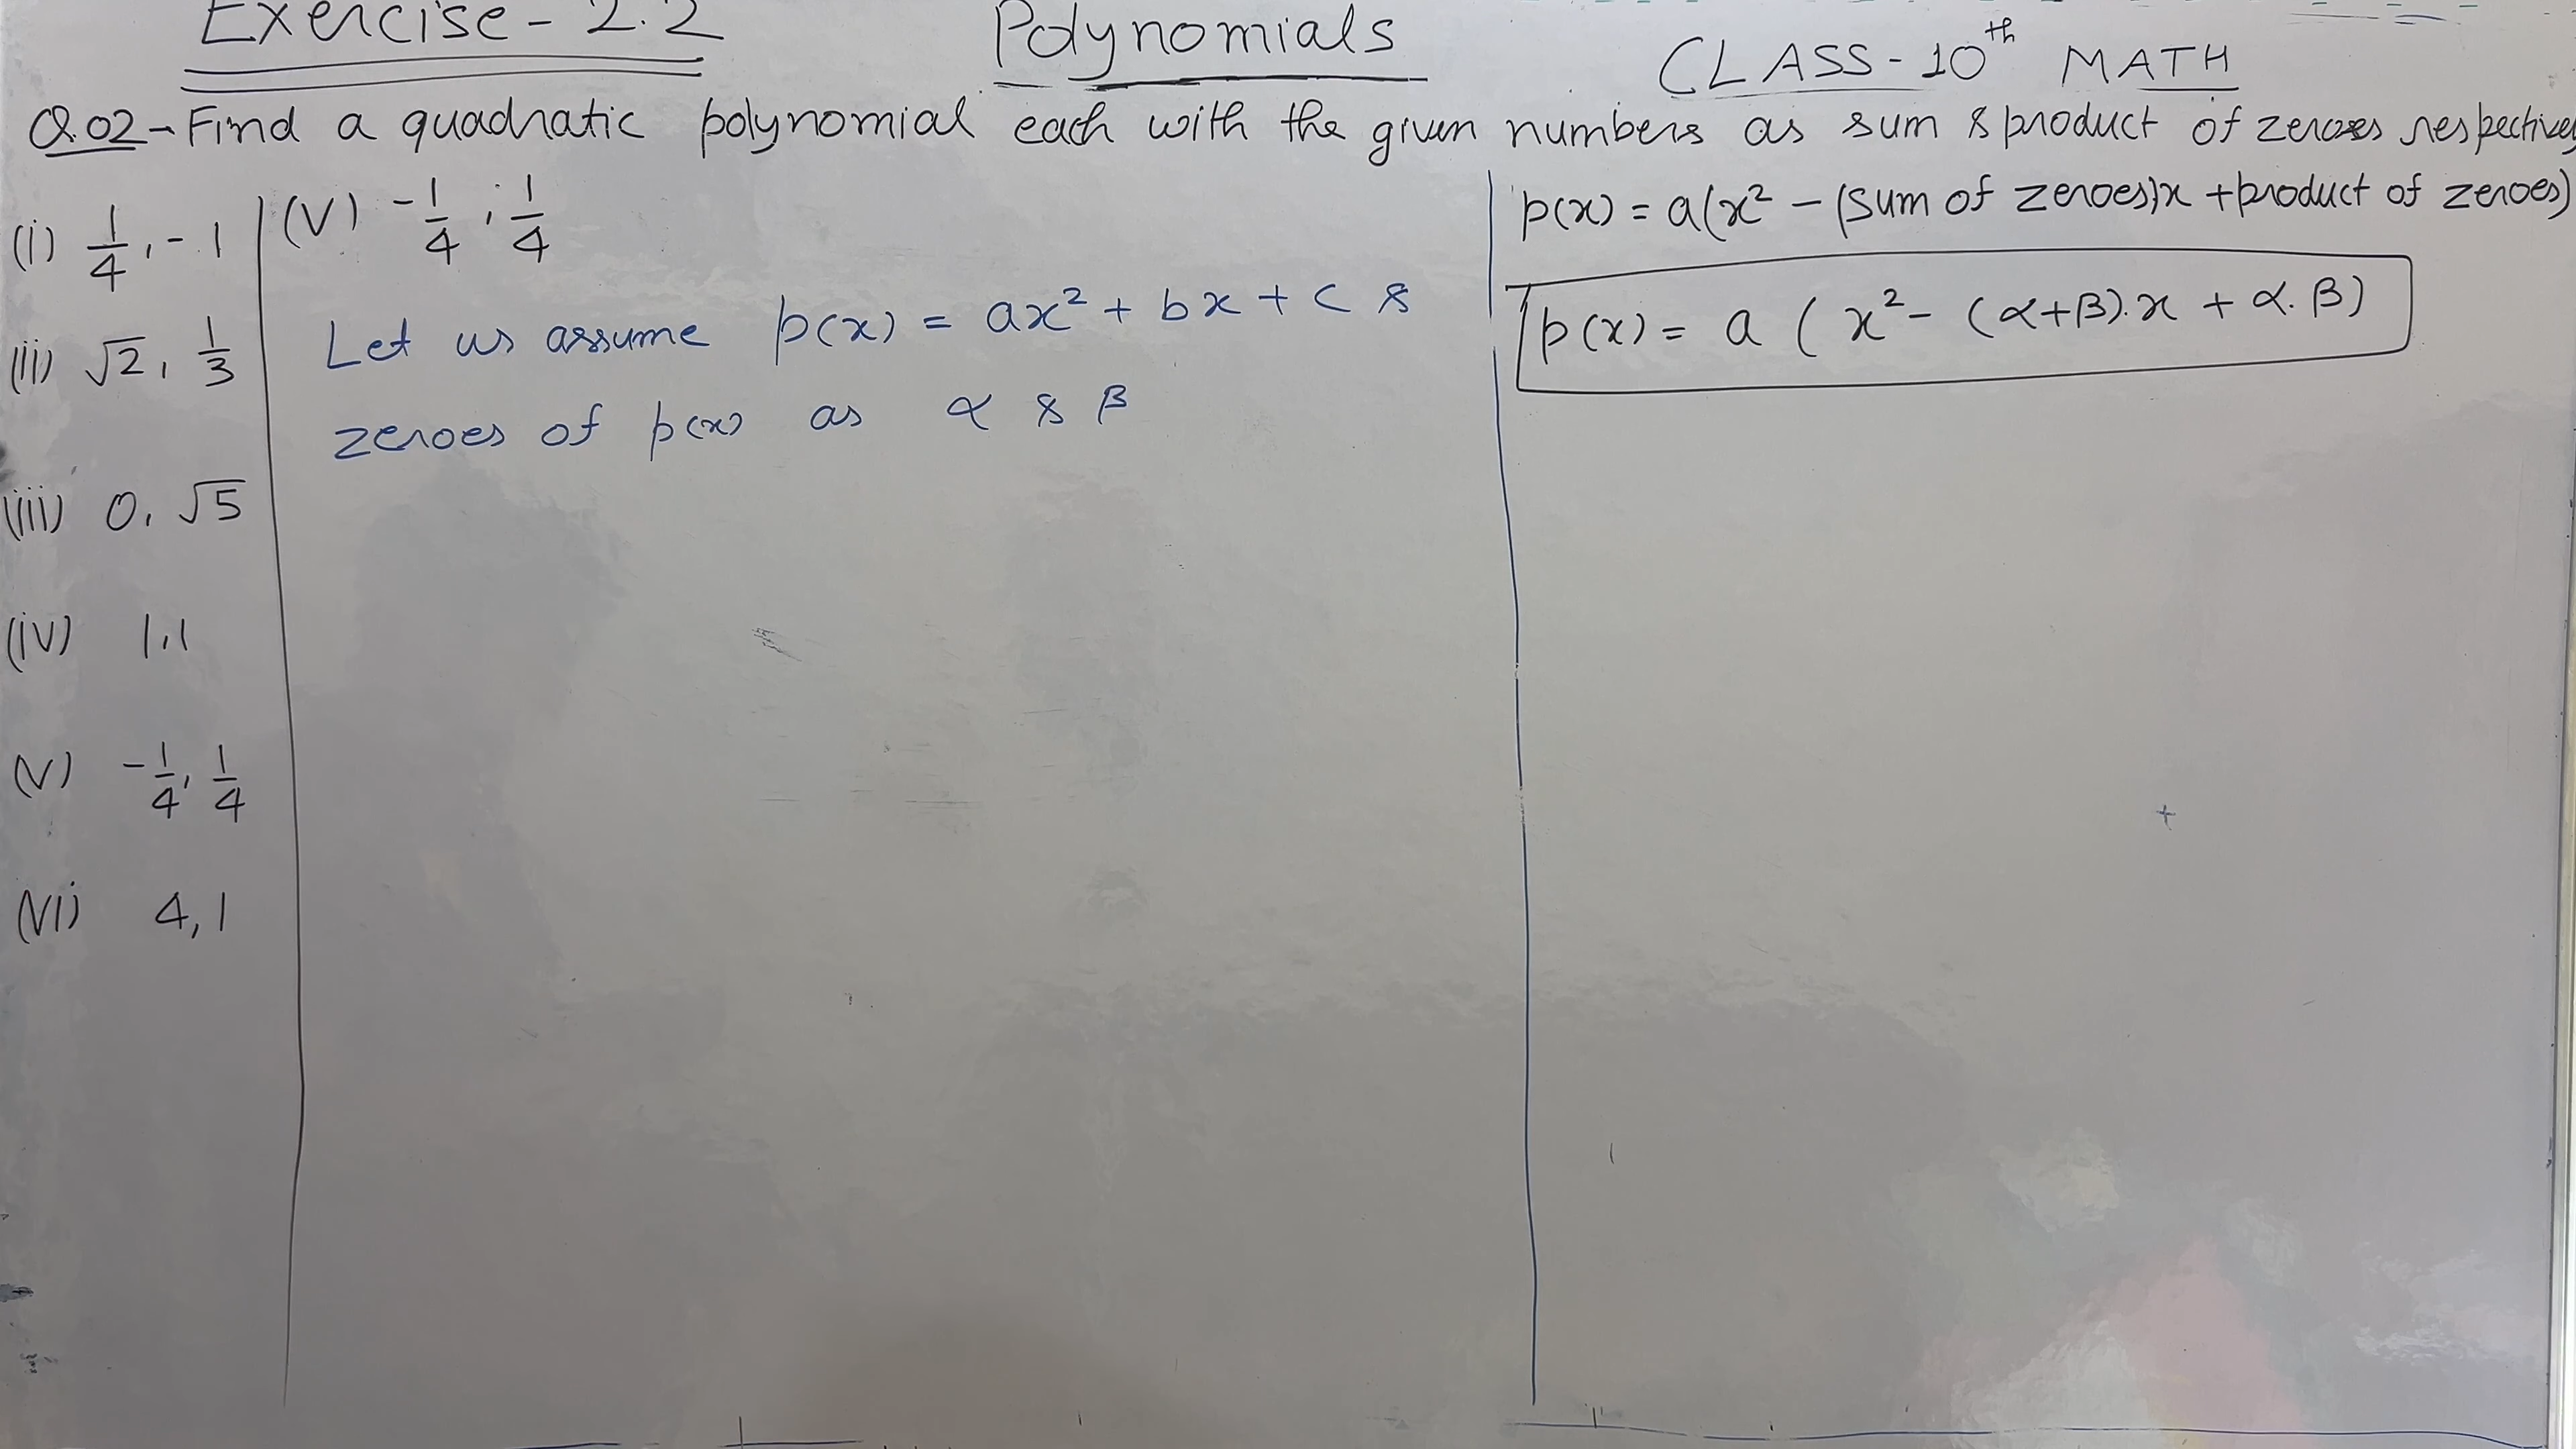 Exercise - 2.2
Polynomials
CLASS - 10th MATH
Q.02 - Find a quadratic polynomial each with the given numbers as sum & product of zeroes respective
(i) 1/4, -1
(ii) √2, 1/3
(iii) 0, √5
(iv) 1,1
(V) -1/4, 1/4
(Vi) 4, 1
(V) -1/4, 1/4
Let us assume p(x) = ax² + bx + c &
zeroes of p(x) as α & β
p(x) = a(x² - (sum of zeroes)x + product of zeroes)
p(x) = a ( x² - (α+β).x + α.β)